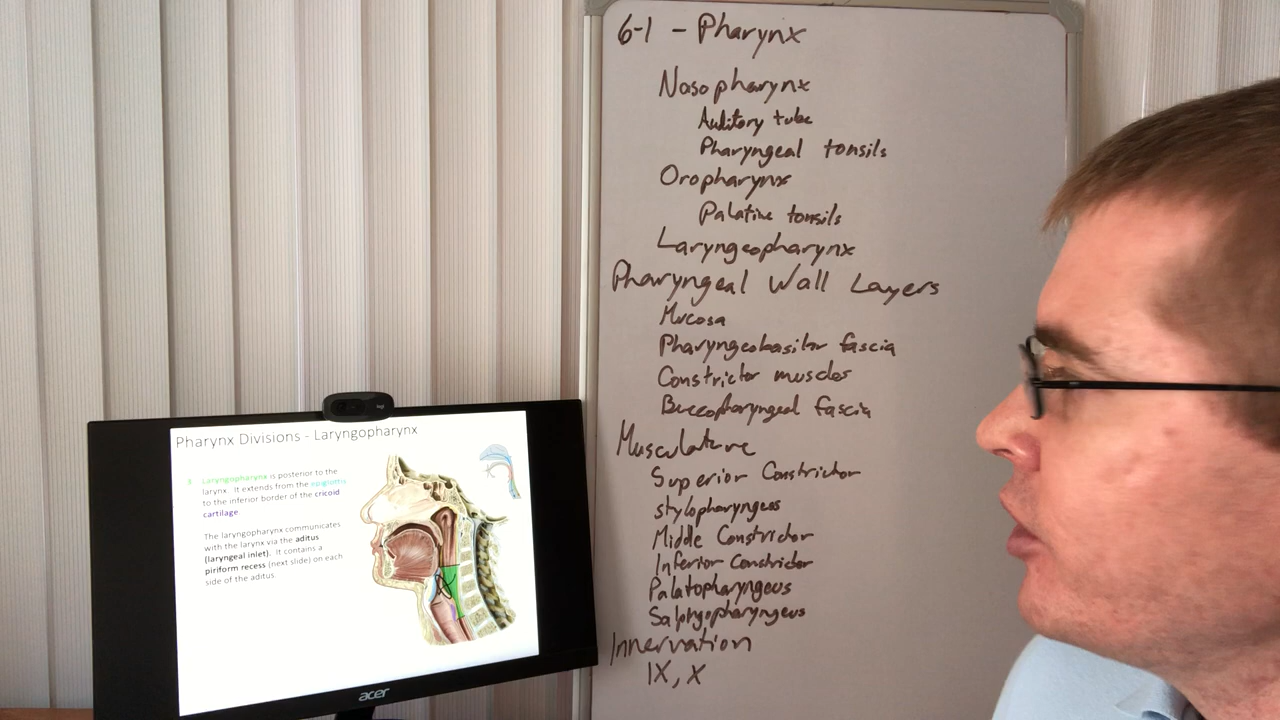 6-1 - Pharynx
Nasopharynx
Auditory tube
Pharyngeal tonsils
Oropharynx
Palatine tonsils
Laryngeopharynx
Pharyngeal Wall Layers
Mucosa
Pharyngeobasilar fascia
Constrictor muscles
Buccopharyngeal fascia
Musculature
Superior Constrictor
Stylopharyngeus
Middle Constrictor
Inferior Constrictor
Palatopharyngeus
Salpingopharyngeus
Innervation
IX, X
Pharynx Divisions - Laryngopharynx
3. Laryngopharynx is posterior to the
larynx. It extends from the epiglottis
to the inferior border of the cricoid
cartilage.
The laryngopharynx communicates
with the larynx via the aditus
(laryngeal inlet). It contains a
piriform recess (next slide) on each
side of the aditus.
acer